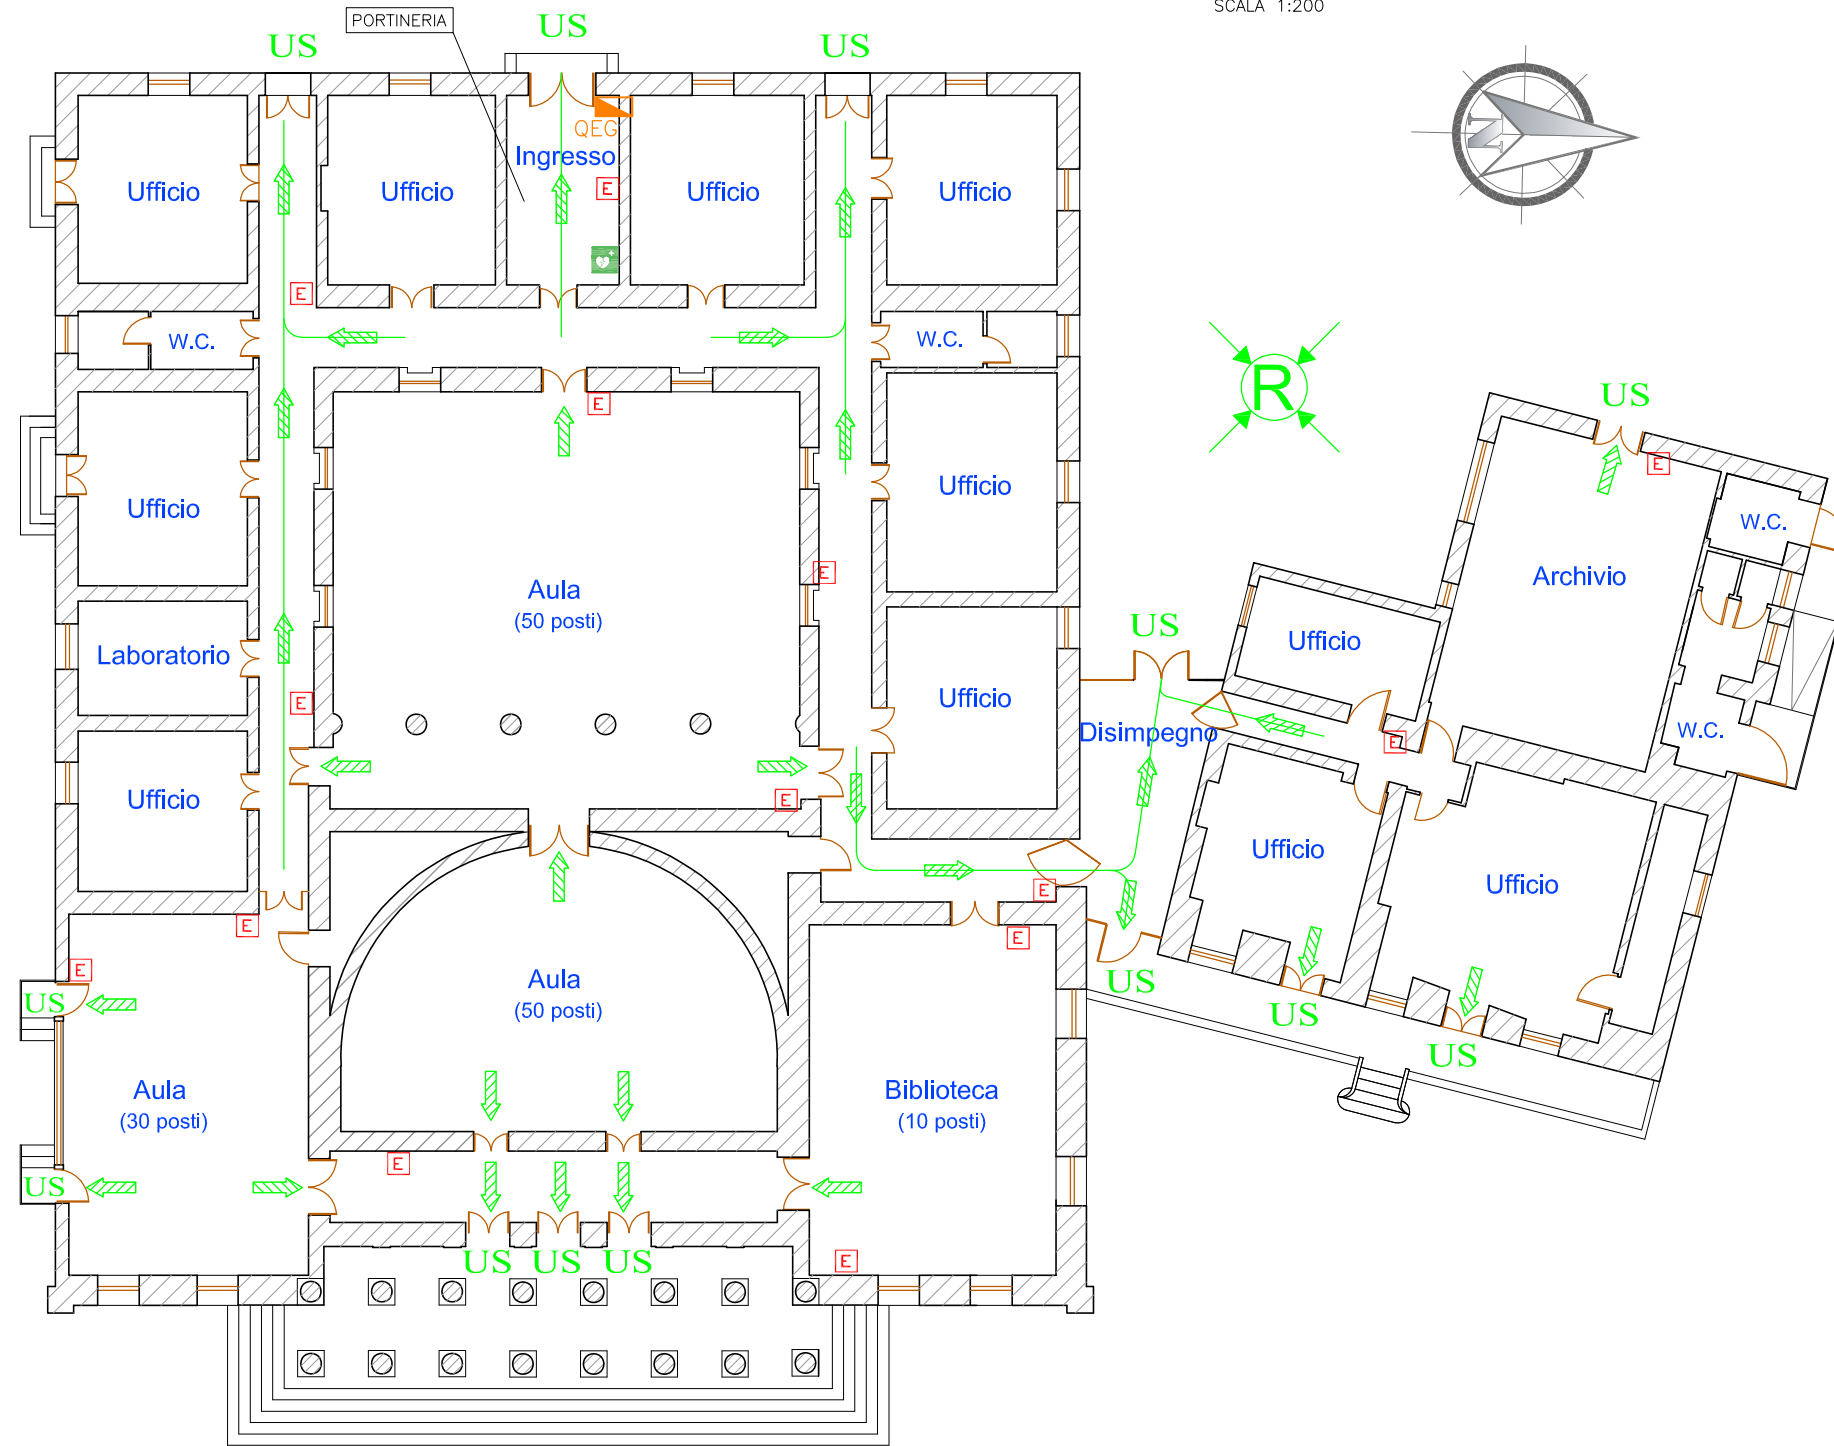 SCALA 1:200
PORTINERIA
US
US
US
QEG
Ingresso
E
Ufficio
Ufficio
Ufficio
Ufficio
N
E
W.C.
W.C.
R
US
E
E
Ufficio
Ufficio
W.C.
Archivio
E
Aula
(50 posti)
US
Ufficio
Laboratorio
E
Ufficio
Disimpegno
W.C.
E
Ufficio
E
Ufficio
Ufficio
E
E
E
E
US
Aula
(50 posti)
US
US
US
Aula
(30 posti)
Biblioteca
(10 posti)
E
US
US
US
US
E